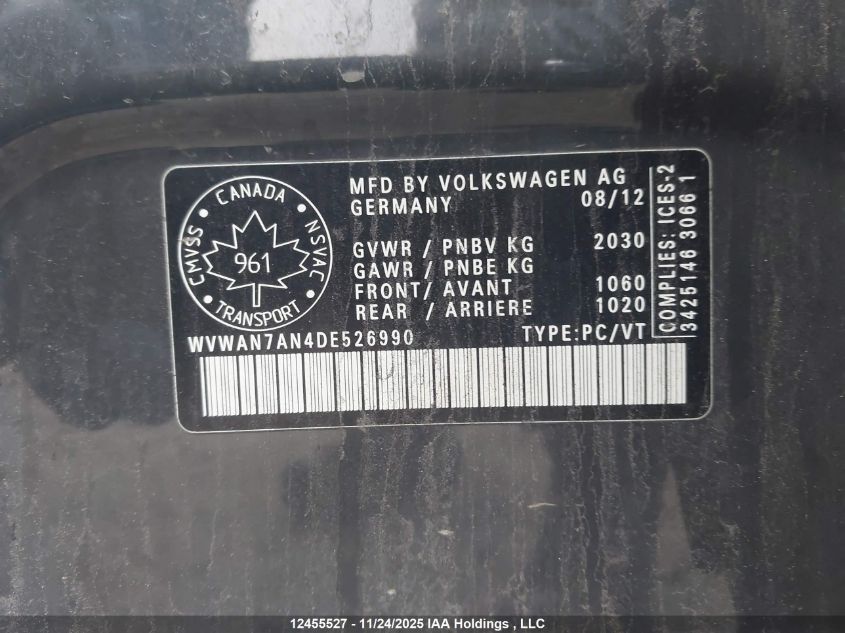 CANADA
CMVSS
NSVAC
961
TRANSPORT
MFD BY VOLKSWAGEN AG
GERMANY 08/12
GVWR / PNBV KG 2030
GAWR / PNBE KG
FRONT/ AVANT 1060
REAR / ARRIERE 1020
WVWAN7AN4DE526990 TYPE:PC/VT
COMPLIES: ICES-2
3425146 3066 1
12455527 - 11/24/2025 IAA Holdings , LLC